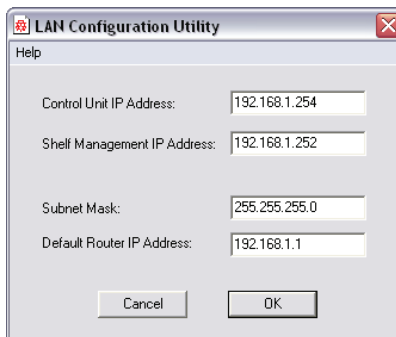 LAN Configuration Utility
Help
Control Unit IP Address: 192.168.1.254
Shelf Management IP Address: 192.168.1.252
Subnet Mask: 255.255.255.0
Default Router IP Address: 192.168.1.1
Cancel OK